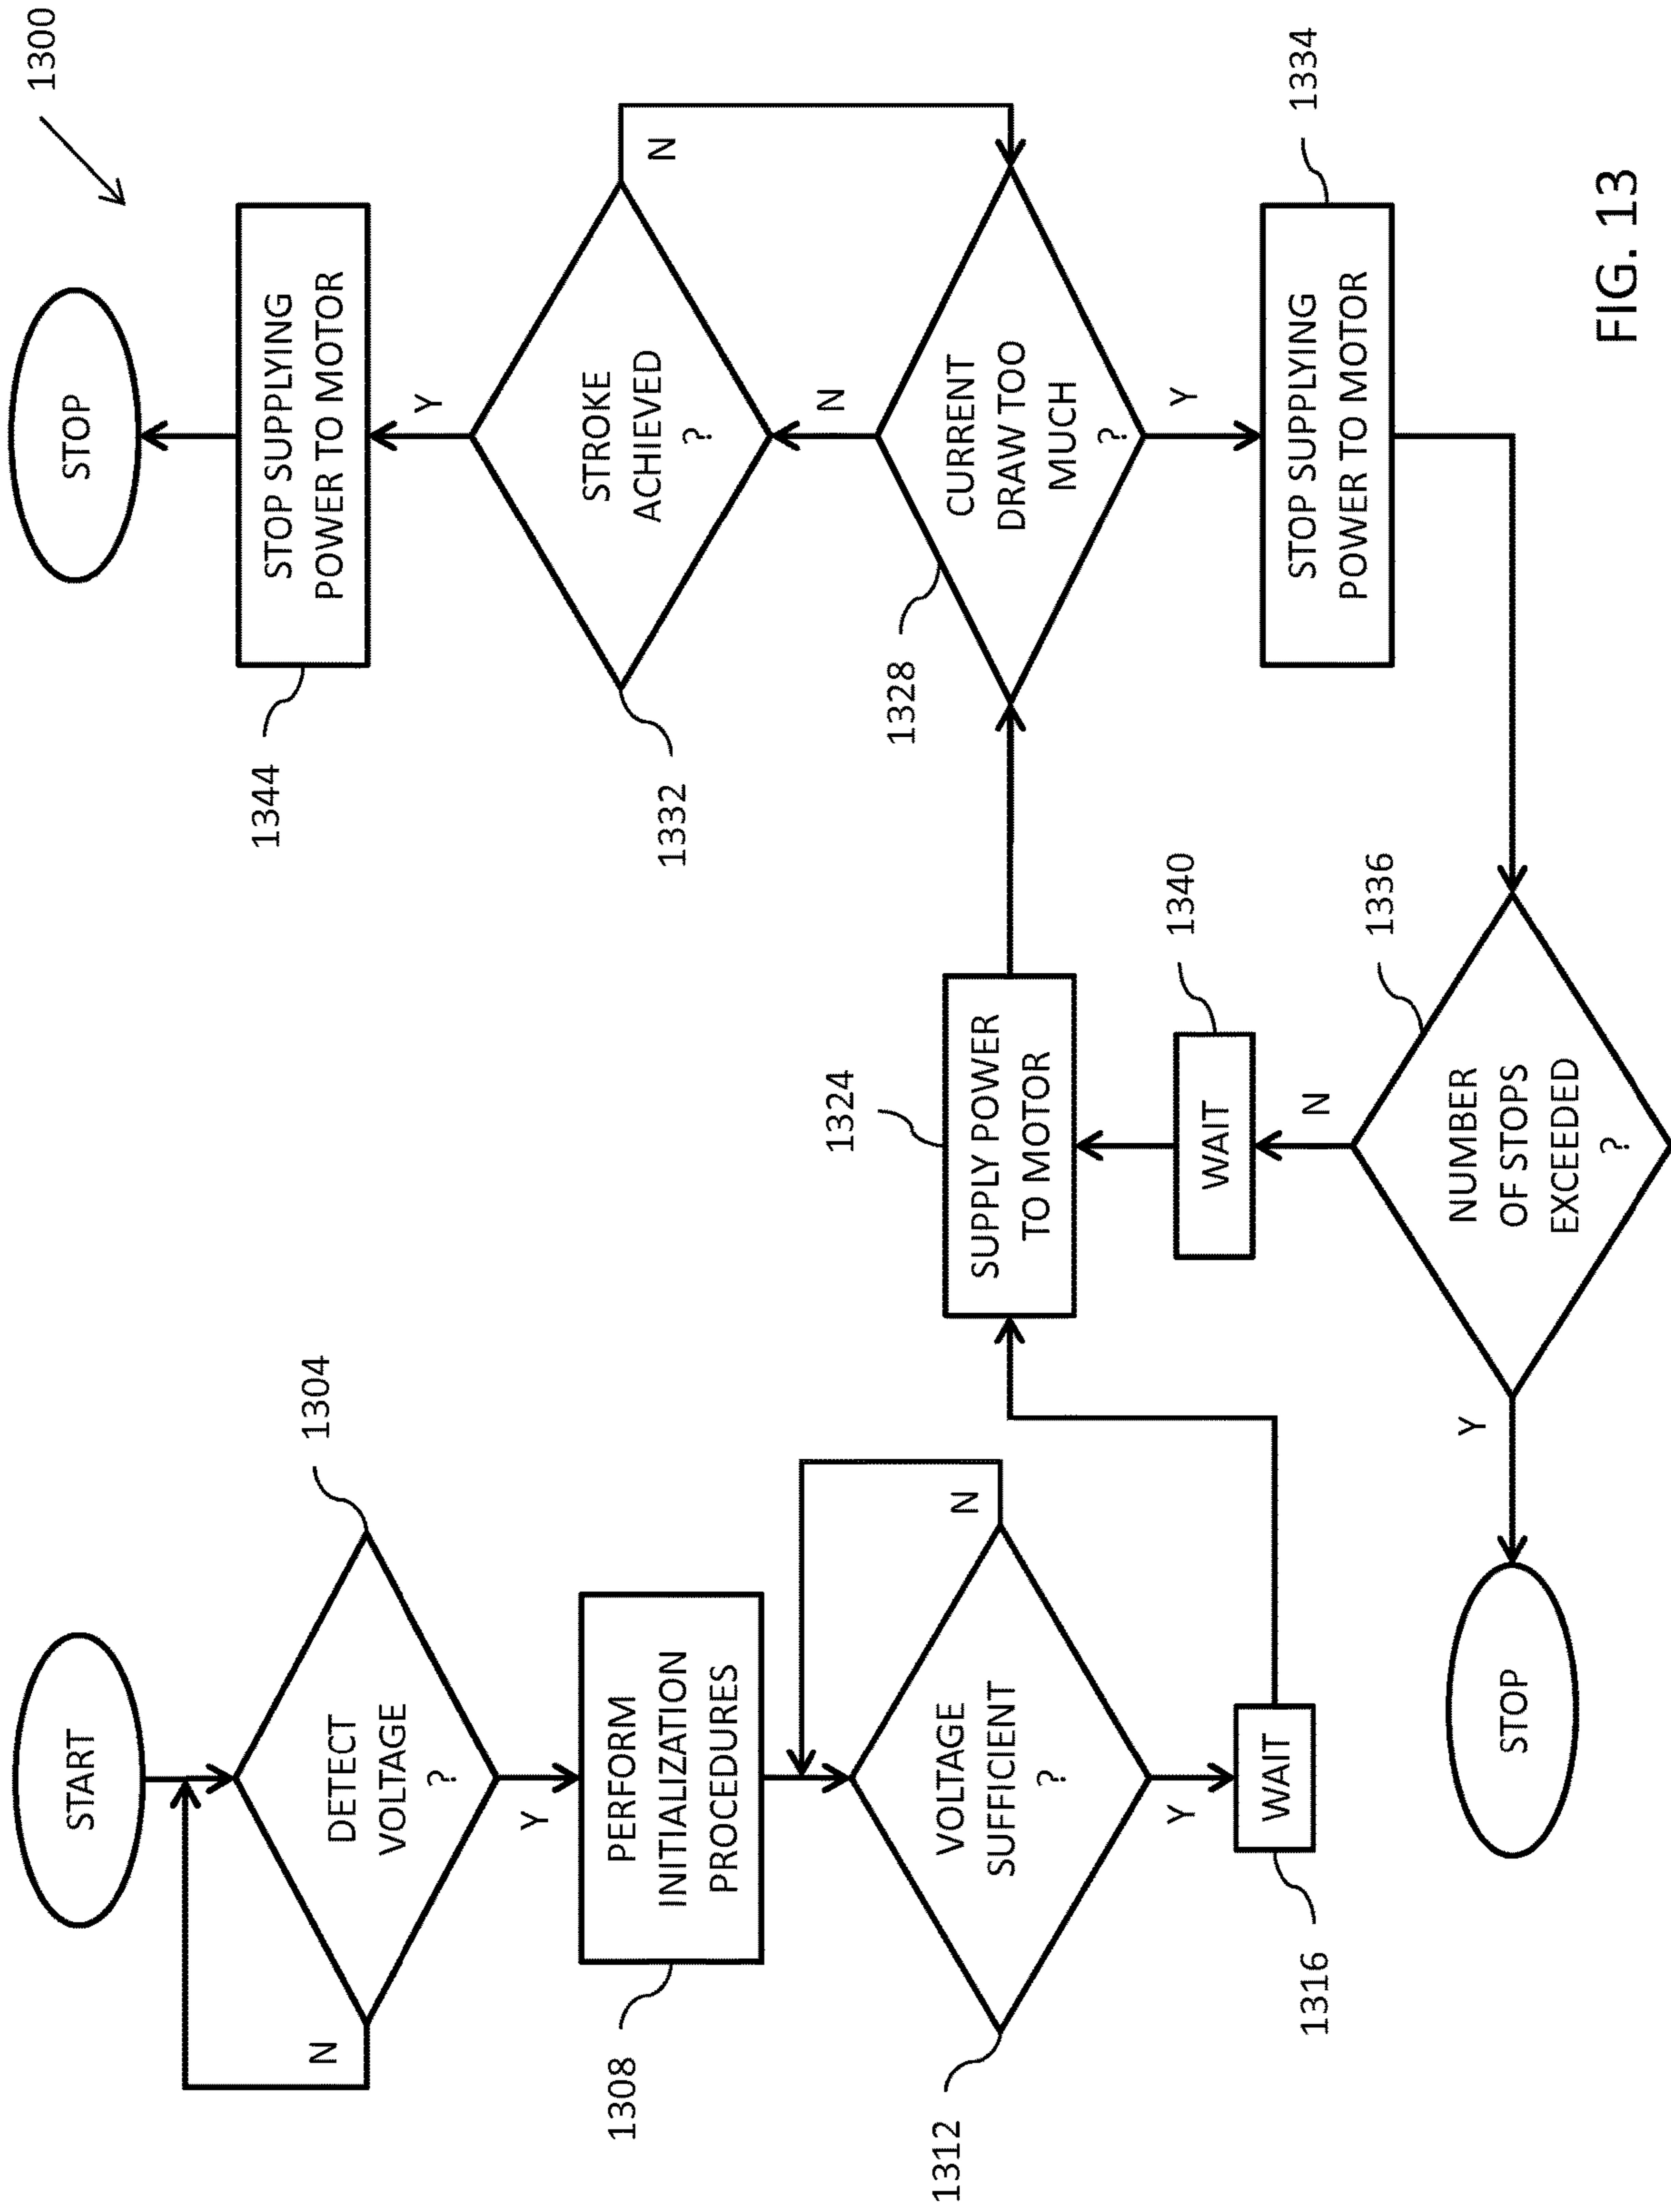 1300
START
DETECT
VOLTAGE
?
1304
N
Y
PERFORM
INITIALIZATION
PROCEDURES
1308
VOLTAGE
SUFFICIENT
?
1312
N
Y
WAIT
1316
SUPPLY POWER
TO MOTOR
1324
WAIT
1340
N
NUMBER
OF STOPS
EXCEEDED
?
1336
Y
STOP
STOP
STOP SUPPLYING
POWER TO MOTOR
1344
Y
STROKE
ACHIEVED
?
1332
N
N
CURRENT
DRAW TOO
MUCH
?
1328
Y
STOP SUPPLYING
POWER TO MOTOR
1334
FIG. 13